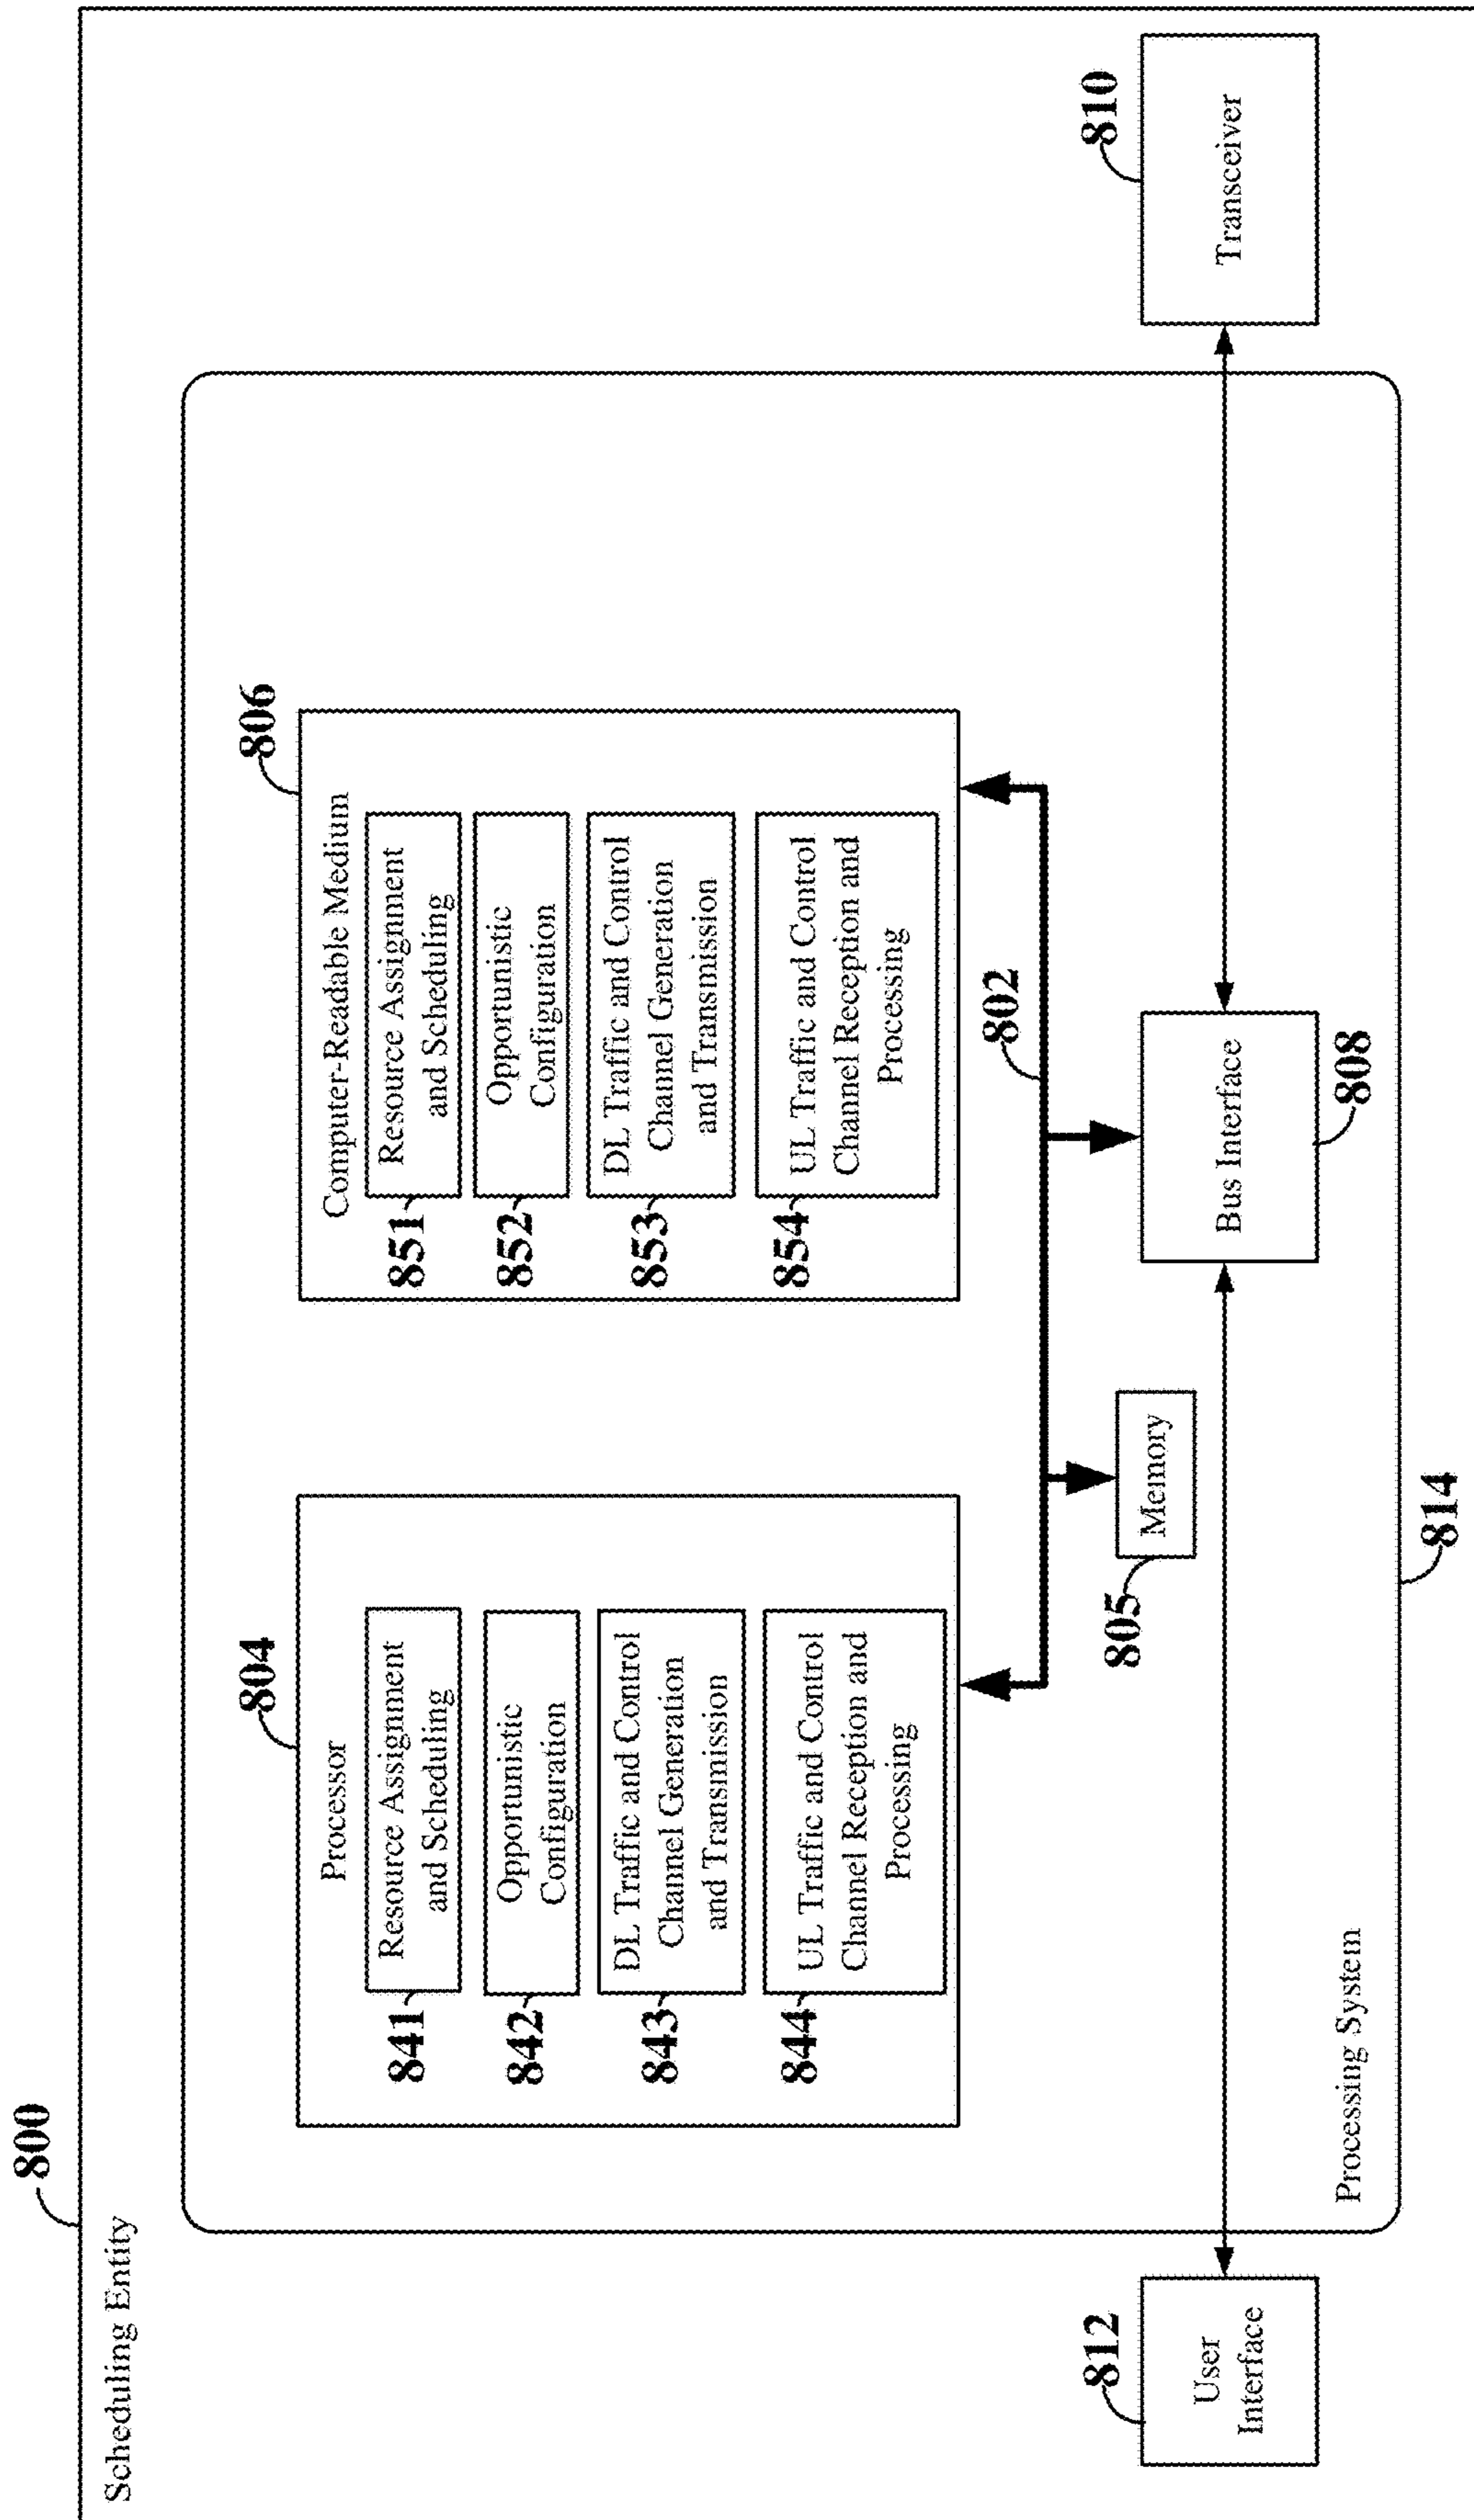 800
Scheduling Entity
804
Processor
841
Resource Assignment
and Scheduling
842
Opportunistic
Configuration
843
DL Traffic and Control
Channel Generation
and Transmission
844
UL Traffic and Control
Channel Reception and
Processing
806
Computer-Readable Medium
851
Resource Assignment
and Scheduling
852
Opportunistic
Configuration
853
DL Traffic and Control
Channel Generation
and Transmission
854
UL Traffic and Control
Channel Reception and
Processing
802
805
Memory
812
User
Interface
Bus Interface
808
810
Transceiver
Processing System
814